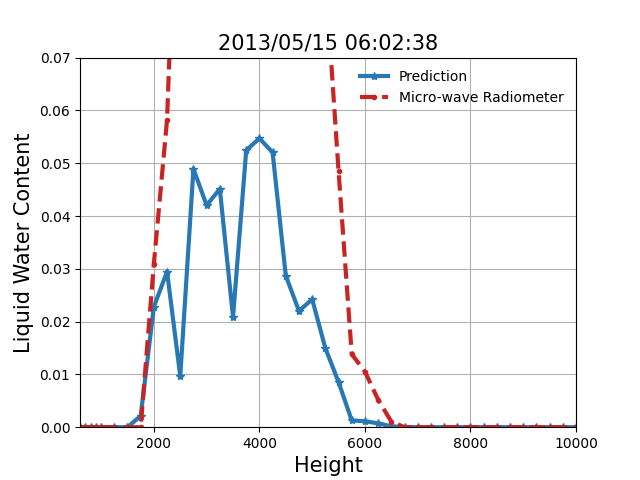 2013/05/15 06:02:38
Prediction
Micro-wave Radiometer
Liquid Water Content
0.07
0.06
0.05
0.04
0.03
0.02
0.01
0.00
2000 4000 6000 8000 10000
Height